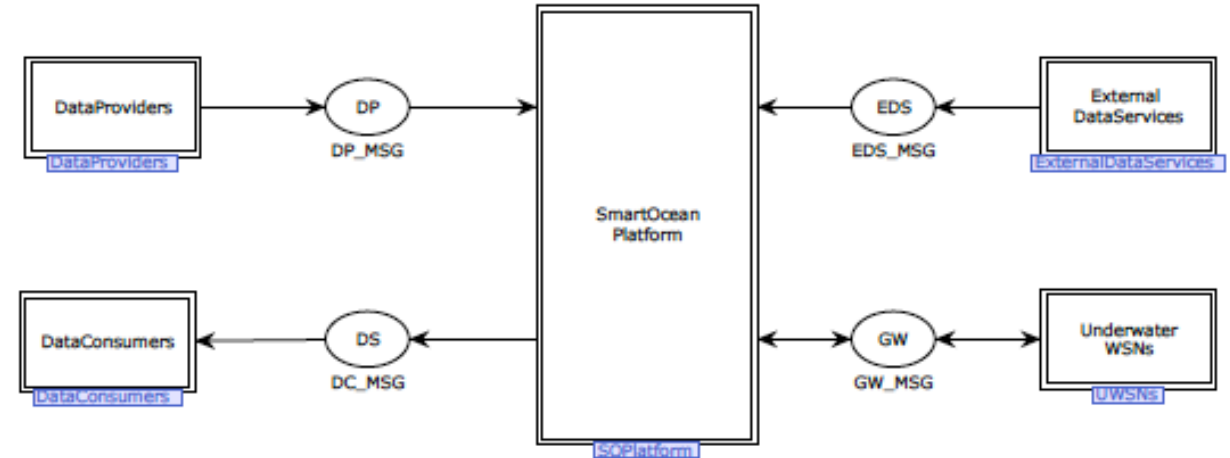 DataProviders
DataProviders
DP
DP_MSG
SmartOcean
Platform
SOPlatform
EDS
EDS_MSG
External
DataServices
ExternalDataServices
DataConsumers
DataConsumers
DS
DC_MSG
GW
GW_MSG
Underwater
WSNs
UWSNs